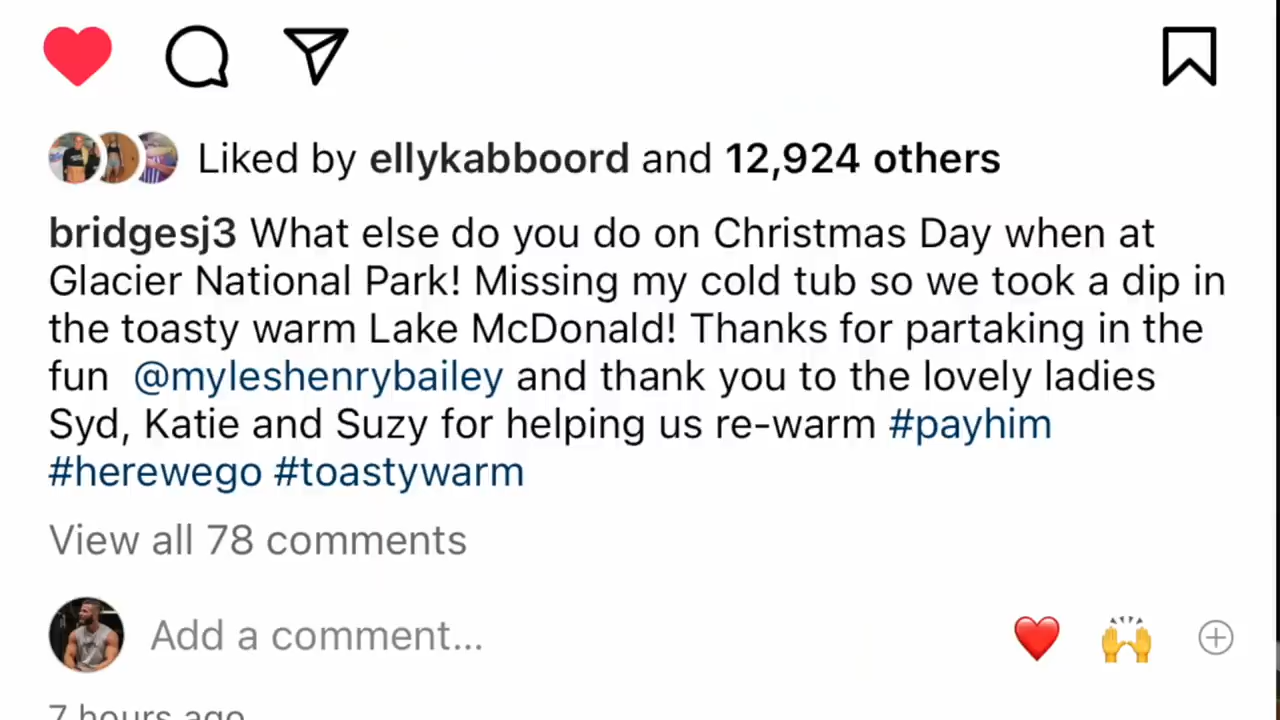 Liked by ellykabboord and 12,924 others
bridgesj3 What else do you do on Christmas Day when at
Glacier National Park! Missing my cold tub so we took a dip in
the toasty warm Lake McDonald! Thanks for partaking in the
fun @myleshenrybailey and thank you to the lovely ladies
Syd, Katie and Suzy for helping us re-warm #payhim
#herewego #toastywarm
View all 78 comments
Add a comment...
7 hours ago